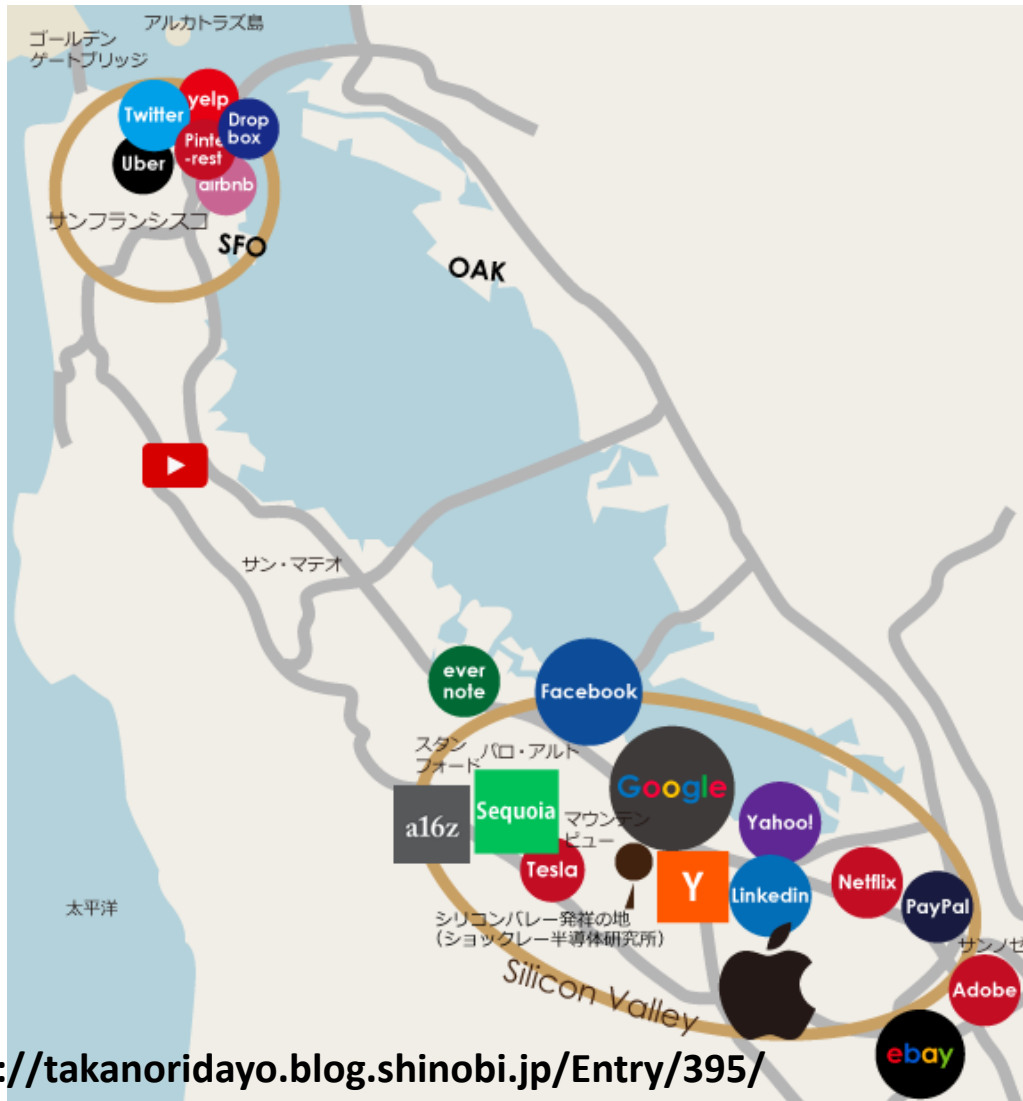 アルカトラズ島
ゴールデン
ゲートブリッジ
yelp
Twitter
Drop
box
Pinte
-rest
Uber
airbnb
サンフランシスコ
SFO
OAK
サン・マテオ
ever
note
Facebook
スタン
フォード
パロ・アルト
Google
a16z
Sequoia
マウンテン
ビュー
Yahoo!
Tesla
Y
Linkedin
Netflix
PayPal
太平洋
シリコンバレー発祥の地
(ショックレー半導体研究所)
サンノゼ
Silicon Valley
Adobe
ebay
://takanoridayo.blog.shinobi.jp/Entry/395/